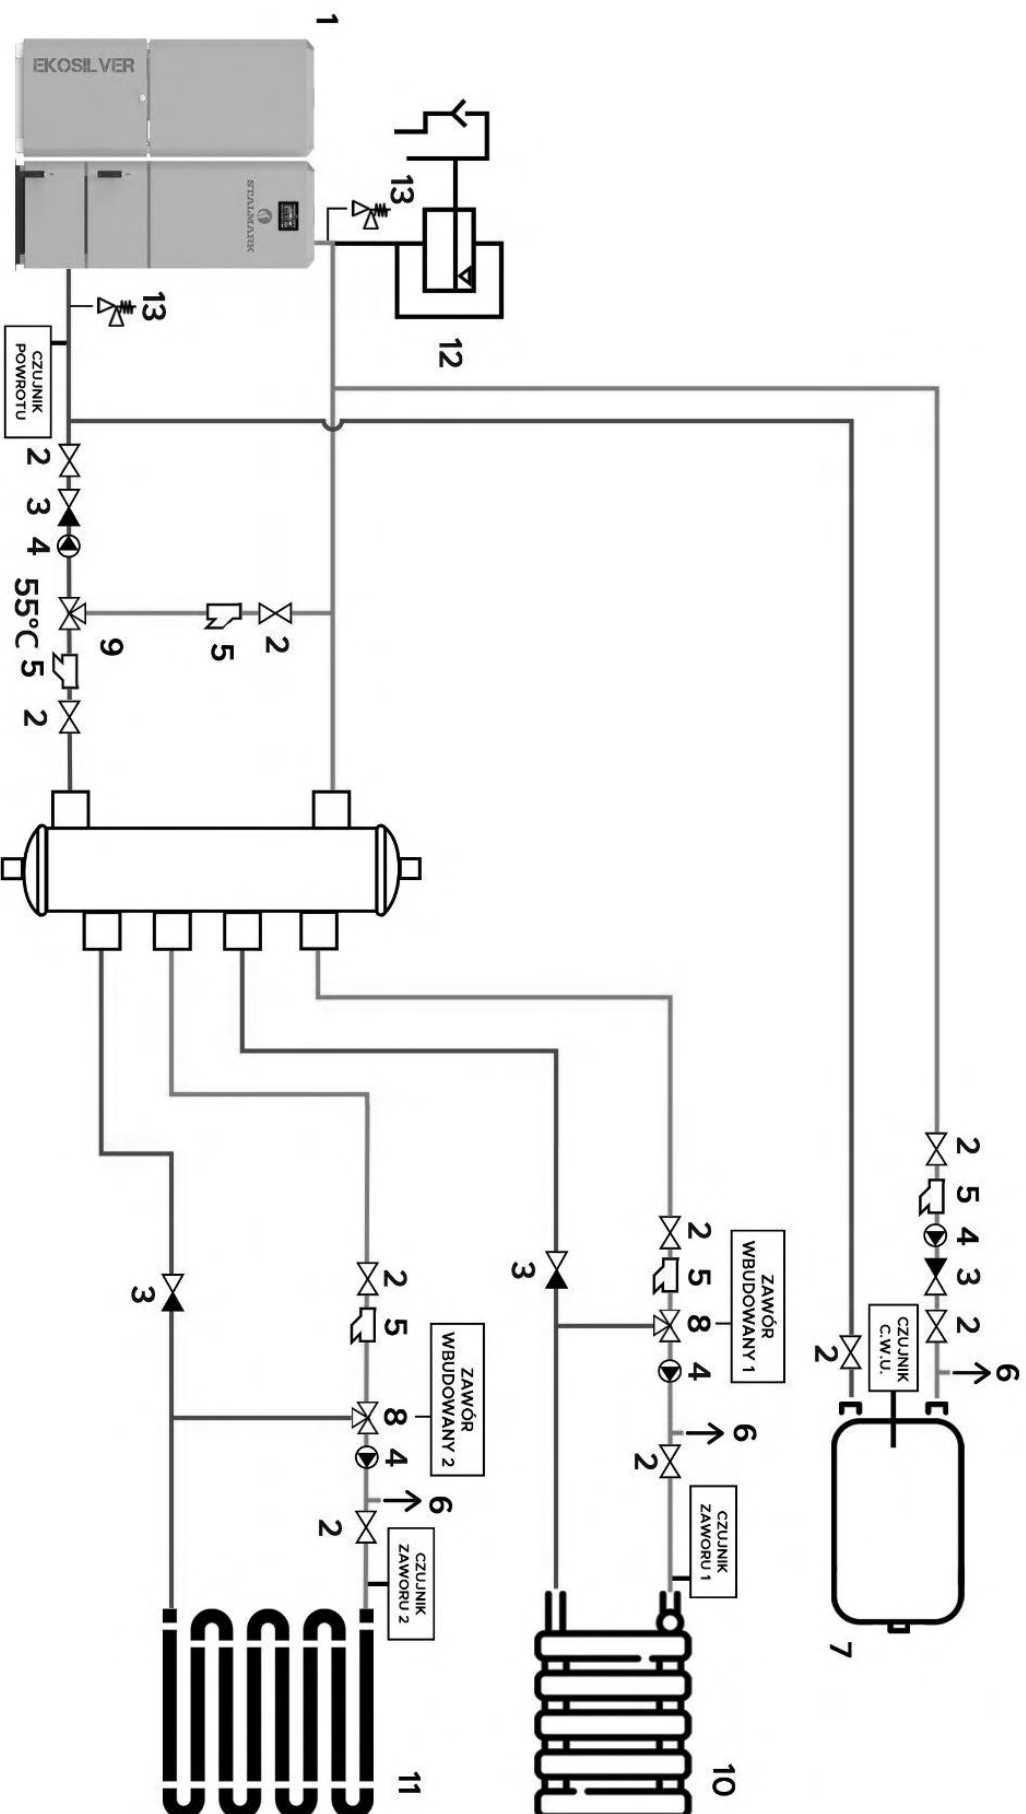 6
2
5
4
3
2
CZUJNIK
C.W.U.
2
7
ZAWÓR
WBUDOWANY 1
6
CZUJNIK
ZAWORU 1
10
2
5
8
4
2
3
12
ZAWÓR
WBUDOWANY 2
6
CZUJNIK
ZAWORU 2
11
13
2
5
8
4
2
1
EKOSILVER
STALMARK
2
5
13
3
9
CZUJNIK
POWROTU
2
3
4
55°C
5
2